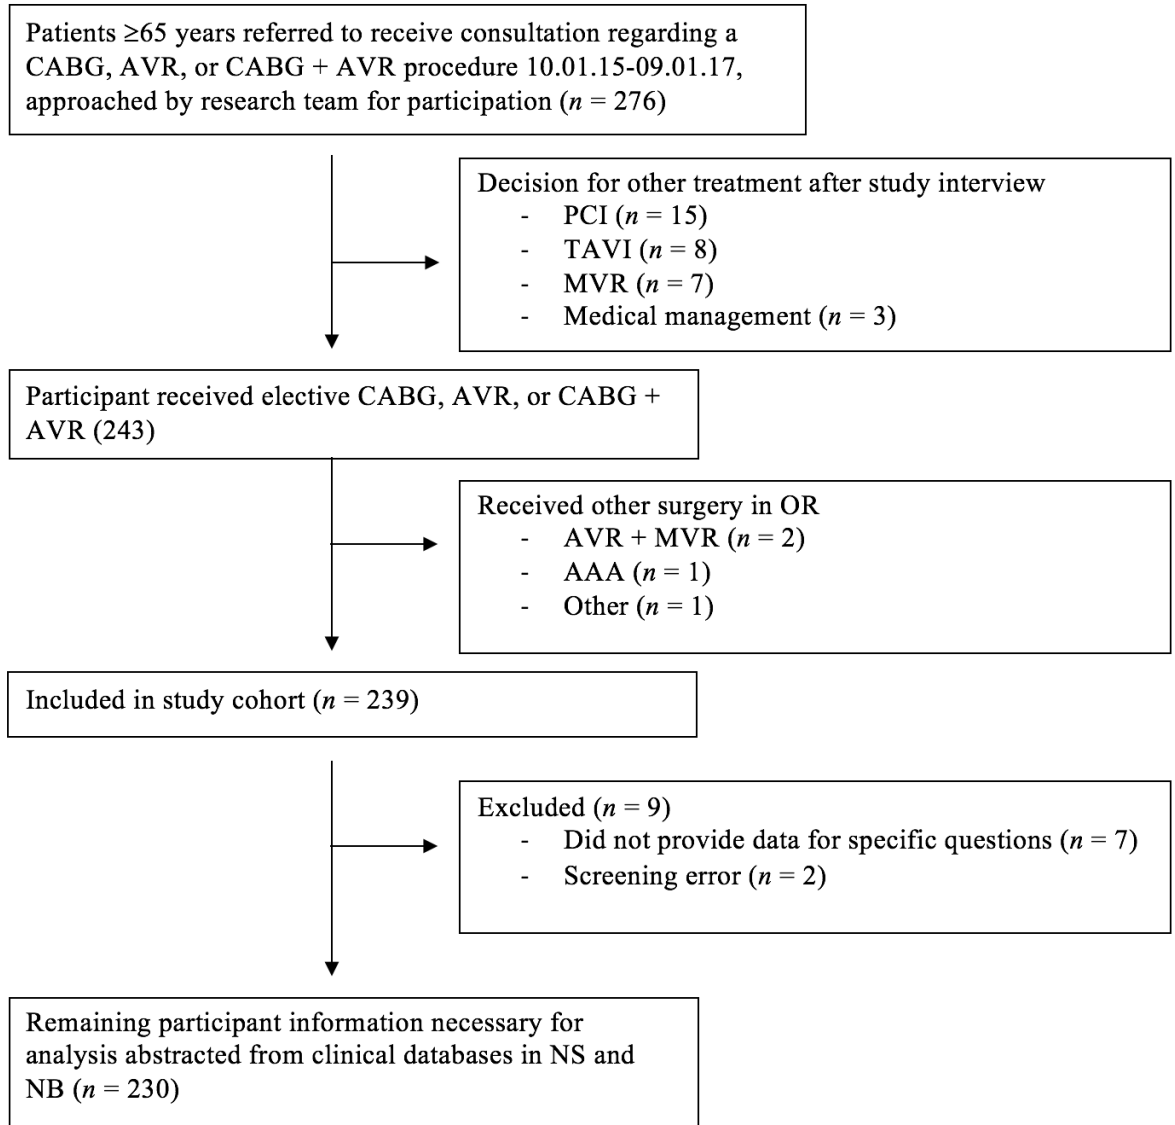 Patients ≥65 years referred to receive consultation regarding a
CABG, AVR, or CABG + AVR procedure 10.01.15-09.01.17,
approached by research team for participation (n = 276)
Decision for other treatment after study interview
- PCI (n = 15)
- TAVI (n = 8)
- MVR (n = 7)
- Medical management (n = 3)
Participant received elective CABG, AVR, or CABG +
AVR (243)
Received other surgery in OR
- AVR + MVR (n = 2)
- AAA (n = 1)
- Other (n = 1)
Included in study cohort (n = 239)
Excluded (n = 9)
- Did not provide data for specific questions (n = 7)
- Screening error (n = 2)
Remaining participant information necessary for
analysis abstracted from clinical databases in NS and
NB (n = 230)